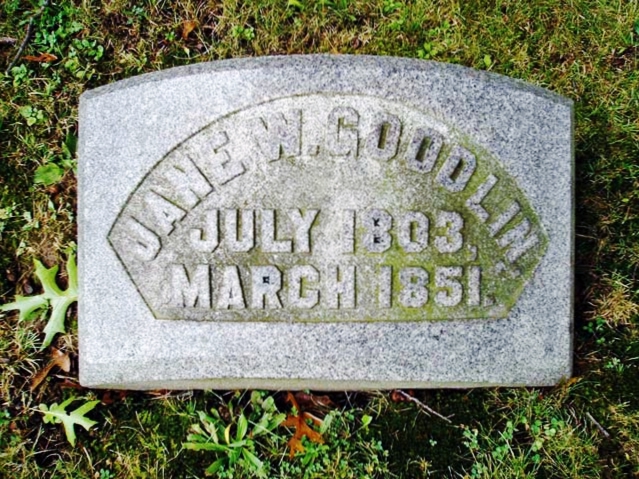 JANE W. GOODLIN.
JULY 1803,
MARCH 1851.